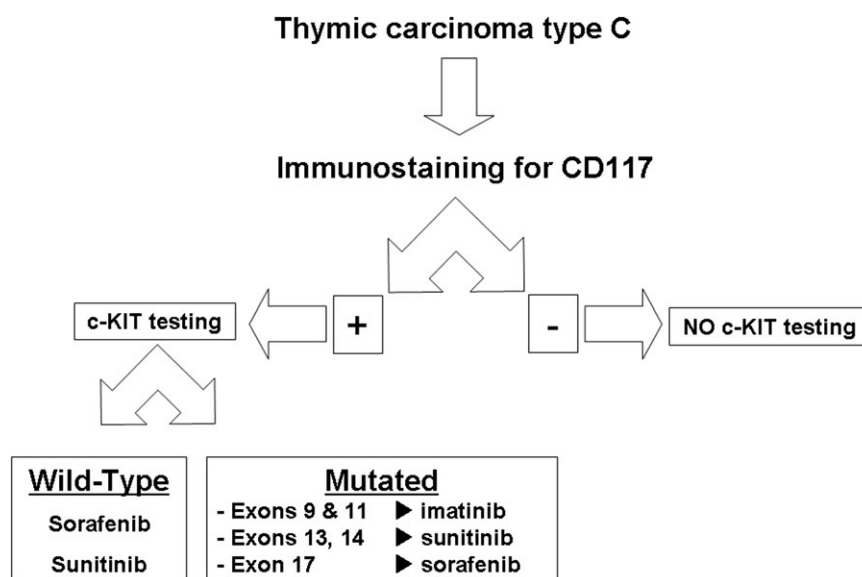 Thymic carcinoma type C
Immunostaining for CD117
c-KIT testing
+
-
NO c-KIT testing
Wild-Type
Sorafenib
Sunitinib
Mutated
- Exons 9 & 11 ▶ imatinib
- Exons 13, 14 ▶ sunitinib
- Exon 17 ▶ sorafenib